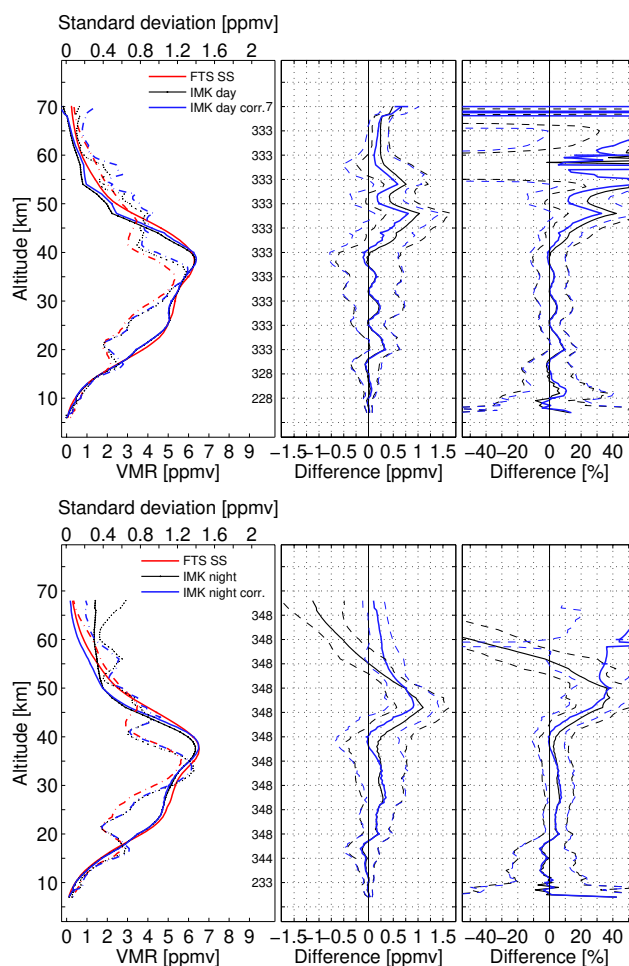 Standard deviation [ppmv]
0 0.4 0.8 1.2 1.6 2
FTS SS
IMK day
IMK day corr.7
Altitude [km]
70
60
50
40
30
20
10
333
333
333
333
333
333
333
333
328
228
0 1 2 3 4 5 6 7 8 9
VMR [ppmv]
−1.5−1−0.5 0 0.5 1 1.5
Difference [ppmv]
−40−20 0 20 40
Difference [%]
Standard deviation [ppmv]
0 0.4 0.8 1.2 1.6 2
FTS SS
IMK night
IMK night corr.
Altitude [km]
70
60
50
40
30
20
10
348
348
348
348
348
348
348
348
344
233
0 1 2 3 4 5 6 7 8 9
VMR [ppmv]
−1.5−1−0.5 0 0.5 1 1.5
Difference [ppmv]
−40−20 0 20 40
Difference [%]